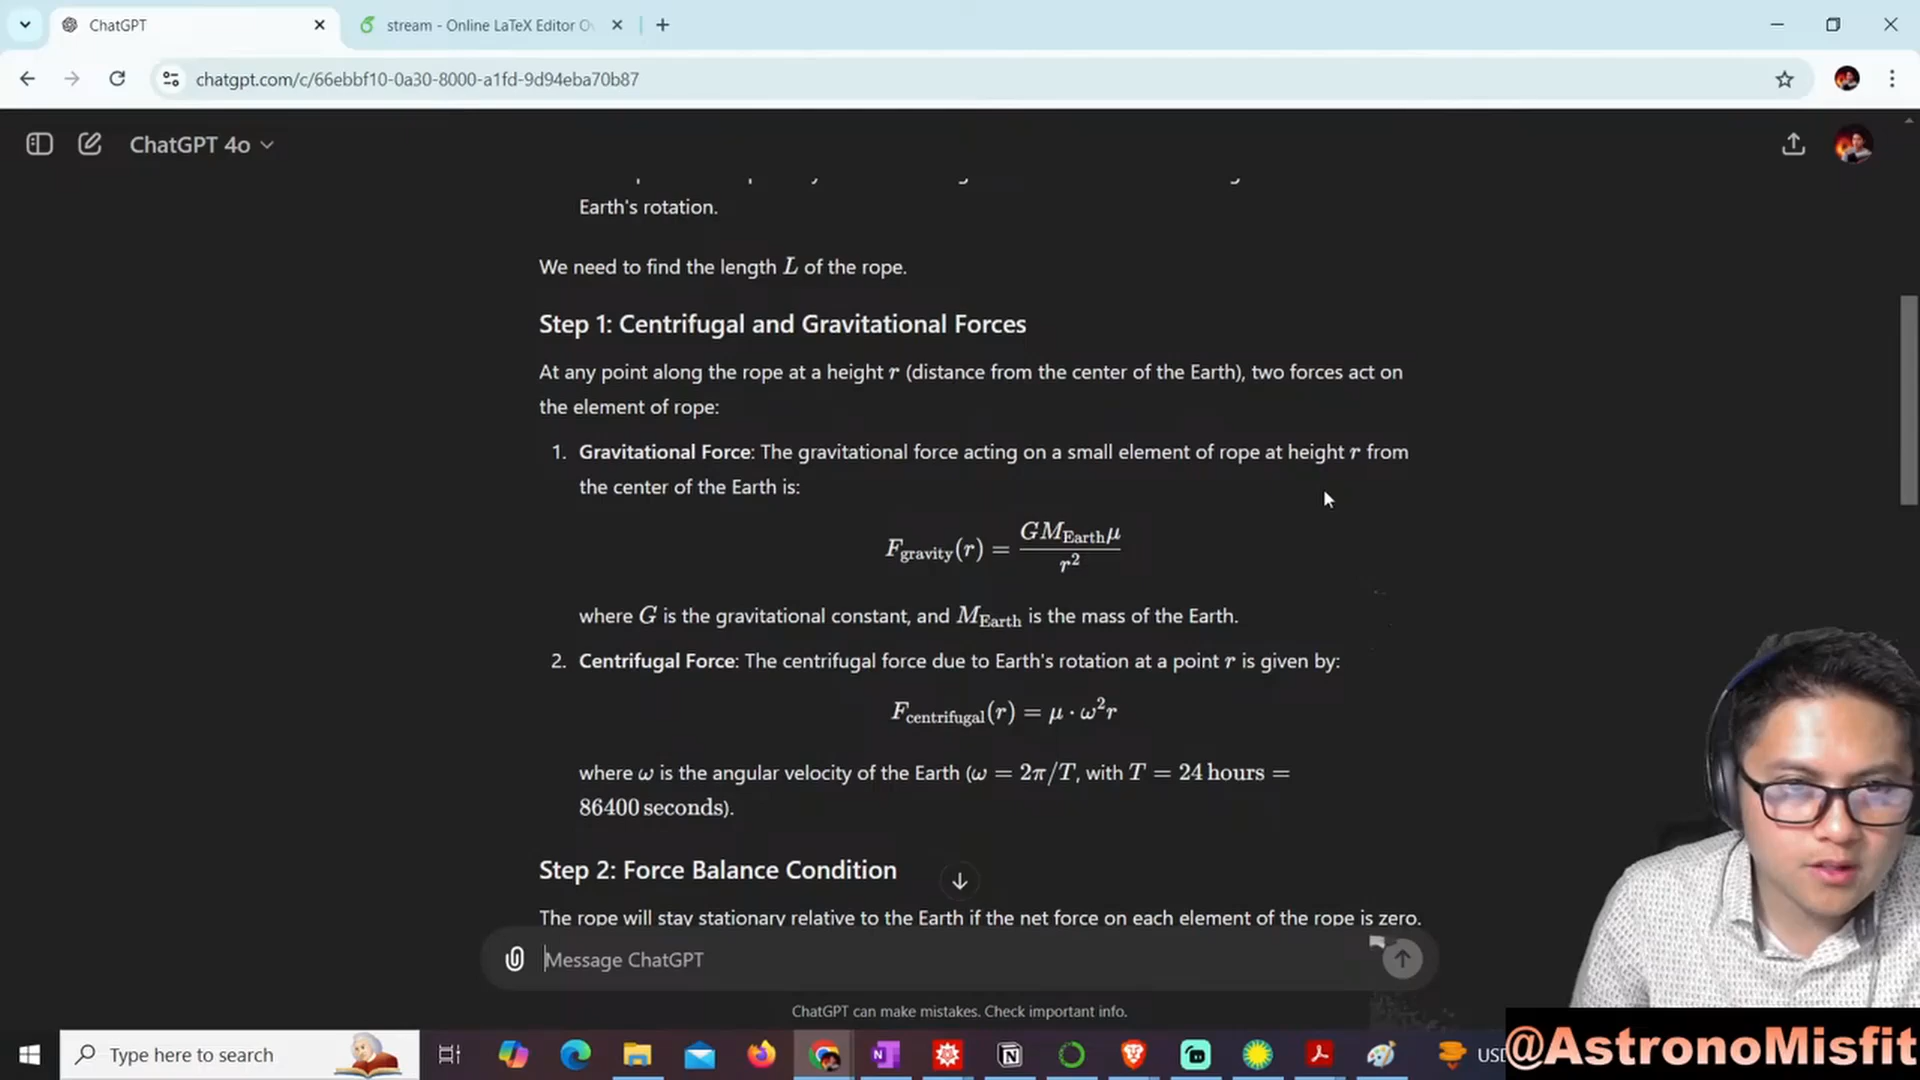 ChatGPT
stream - Online LaTeX Editor O
chatgpt.com/c/66ebbf10-0a30-8000-a1fd-9d94eba70b87
ChatGPT 4o
Earth's rotation.
We need to find the length L of the rope.
Step 1: Centrifugal and Gravitational Forces
At any point along the rope at a height r (distance from the center of the Earth), two forces act on
the element of rope:
1. Gravitational Force: The gravitational force acting on a small element of rope at height r from
the center of the Earth is:
F_gravity(r) = GM_Earthμ / r²
where G is the gravitational constant, and M_Earth is the mass of the Earth.
2. Centrifugal Force: The centrifugal force due to Earth's rotation at a point r is given by:
F_centrifugal(r) = μ · ω²r
where ω is the angular velocity of the Earth (ω = 2π/T, with T = 24 hours =
86400 seconds).
Step 2: Force Balance Condition
The rope will stay stationary relative to the Earth if the net force on each element of the rope is zero.
Message ChatGPT
ChatGPT can make mistakes. Check important info.
Type here to search
USD
@AstronoMisfit